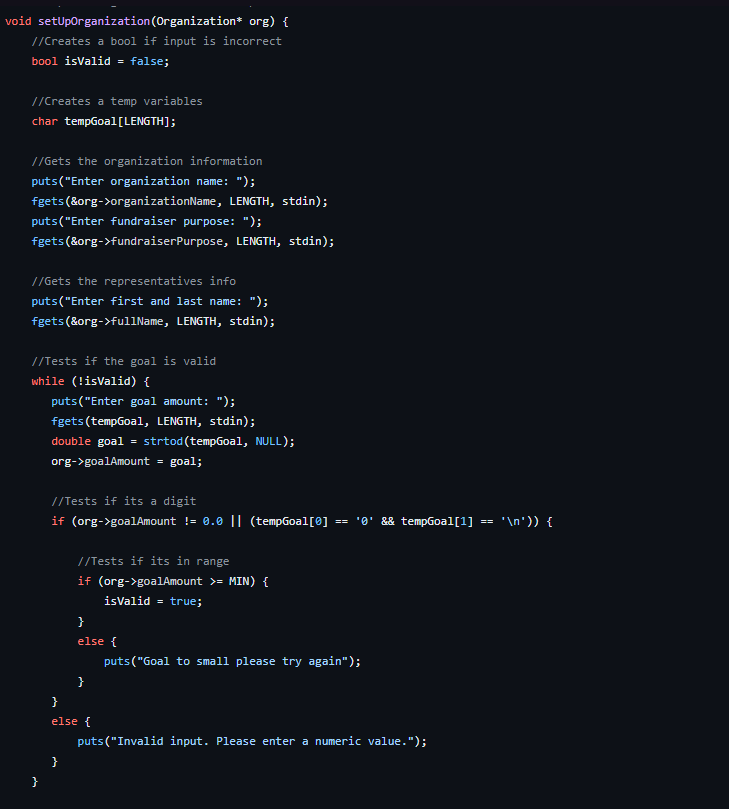 void setUpOrganization(Organization* org) {
//Creates a bool if input is incorrect
bool isValid = false;
//Creates a temp variables
char tempGoal[LENGTH];
//Gets the organization information
puts("Enter organization name: ");
fgets(&org->organizationName, LENGTH, stdin);
puts("Enter fundraiser purpose: ");
fgets(&org->fundraiserPurpose, LENGTH, stdin);
//Gets the representatives info
puts("Enter first and last name: ");
fgets(&org->fullName, LENGTH, stdin);
//Tests if the goal is valid
while (!isValid) {
puts("Enter goal amount: ");
fgets(tempGoal, LENGTH, stdin);
double goal = strtod(tempGoal, NULL);
org->goalAmount = goal;
//Tests if its a digit
if (org->goalAmount != 0.0 || (tempGoal[0] == '0' && tempGoal[1] == '\n')) {
//Tests if its in range
if (org->goalAmount >= MIN) {
isValid = true;
}
else {
puts("Goal to small please try again");
}
}
else {
puts("Invalid input. Please enter a numeric value.");
}
}